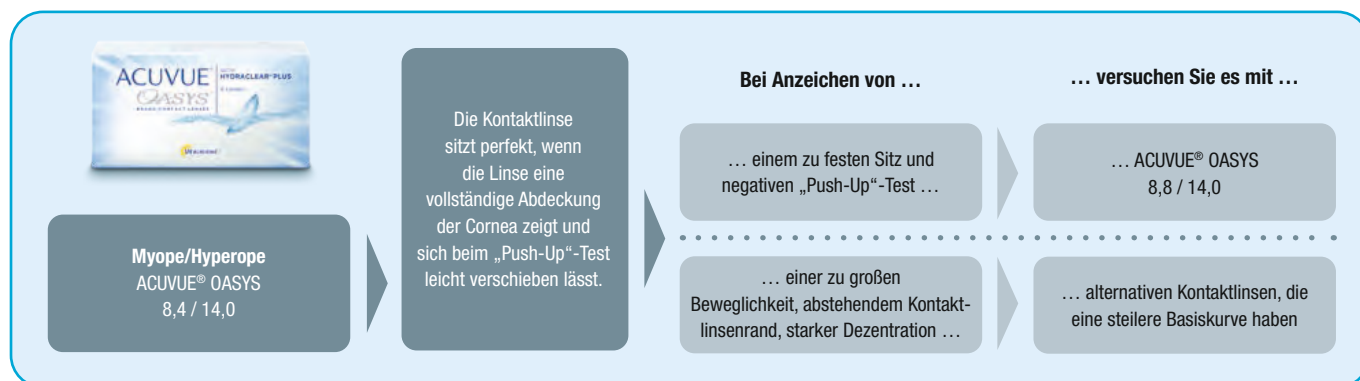 ACUVUE
HYDRACLEAR® PLUS
OASYS
BRAND CONTACT LENSES
Myope/Hyperope
ACUVUE® OASYS
8,4 / 14,0
Die Kontaktlinse
sitzt perfekt, wenn
die Linse eine
vollständige Abdeckung
der Cornea zeigt und
sich beim „Push-Up“-Test
leicht verschieben lässt.
Bei Anzeichen von …
… versuchen Sie es mit …
… einem zu festen Sitz und
negativen „Push-Up“-Test …
… ACUVUE® OASYS
8,8 / 14,0
… einer zu großen
Beweglichkeit, abstehendem Kontakt-
linsenrand, starker Dezentration …
… alternativen Kontaktlinsen, die
eine steilere Basiskurve haben